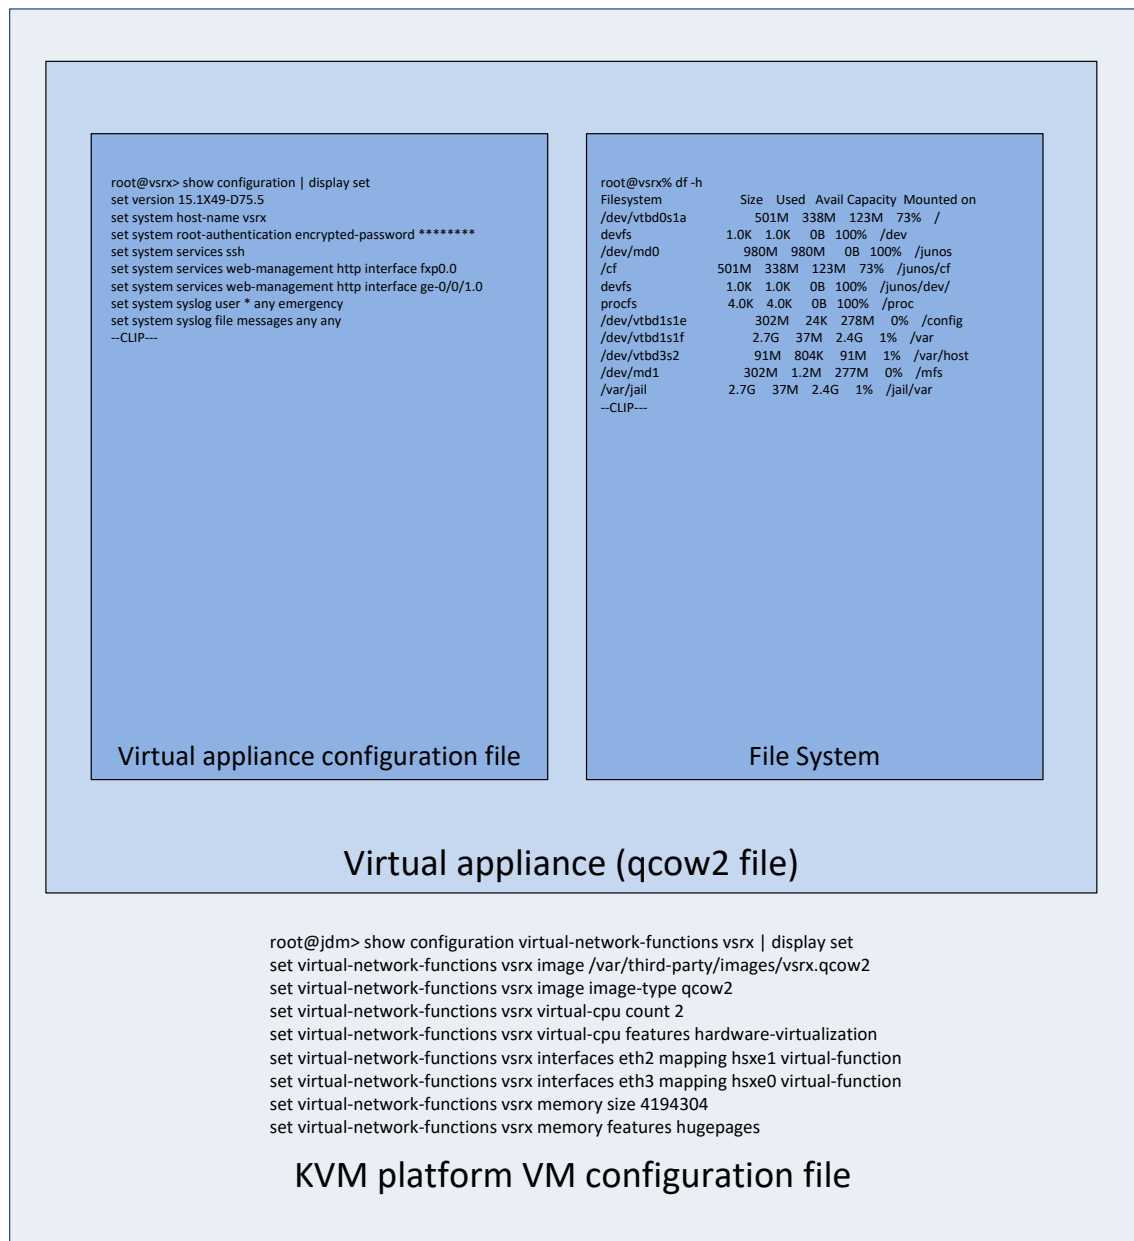 root@vsrx> show configuration | display set
set version 15.1X49-D75.5
set system host-name vsrx
set system root-authentication encrypted-password ********
set system services ssh
set system services web-management http interface fxp0.0
set system services web-management http interface ge-0/0/1.0
set system syslog user * any emergency
set system syslog file messages any any
--CLIP---
Virtual appliance configuration file
root@vsrx% df -h
Filesystem Size Used Avail Capacity Mounted on
/dev/vtbd0s1a 501M 338M 123M 73% /
devfs 1.0K 1.0K 0B 100% /dev
/dev/md0 980M 980M 0B 100% /junos
/cf 501M 338M 123M 73% /junos/cf
devfs 1.0K 1.0K 0B 100% /junos/dev/
procfs 4.0K 4.0K 0B 100% /proc
/dev/vtbd1s1e 302M 24K 278M 0% /config
/dev/vtbd1s1f 2.7G 37M 2.4G 1% /var
/dev/vtbd3s2 91M 804K 91M 1% /var/host
/dev/md1 302M 1.2M 277M 0% /mfs
/var/jail 2.7G 37M 2.4G 1% /jail/var
--CLIP---
File System
Virtual appliance (qcow2 file)
root@jdm> show configuration virtual-network-functions vsrx | display set
set virtual-network-functions vsrx image /var/third-party/images/vsrx.qcow2
set virtual-network-functions vsrx image image-type qcow2
set virtual-network-functions vsrx virtual-cpu count 2
set virtual-network-functions vsrx virtual-cpu features hardware-virtualization
set virtual-network-functions vsrx interfaces eth2 mapping hsxe1 virtual-function
set virtual-network-functions vsrx interfaces eth3 mapping hsxe0 virtual-function
set virtual-network-functions vsrx memory size 4194304
set virtual-network-functions vsrx memory features hugepages
KVM platform VM configuration file